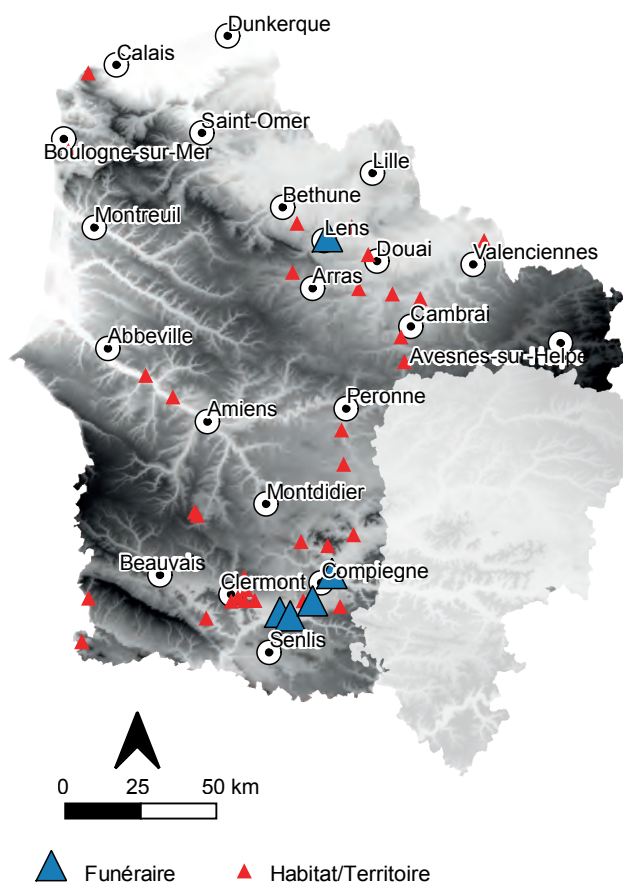 Dunkerque
Calais
Saint-Omer
Boulogne-sur-Mer
Lille
Bethune
Montreuil
Lens
Douai
Valenciennes
Arras
Cambrai
Abbeville
Avesnes-sur-Helpe
Peronne
Amiens
Montdidier
Beauvais
Clermont
Compiegne
Senlis
0 25 50 km
Funéraire Habitat/Territoire